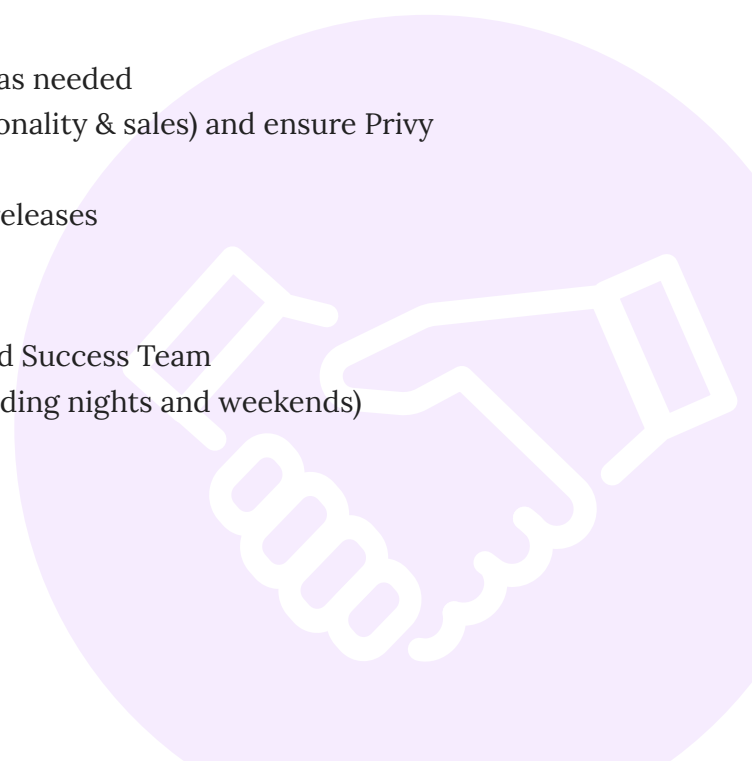 as needed
onality & sales) and ensure Privy
eleases
d Success Team
ding nights and weekends)